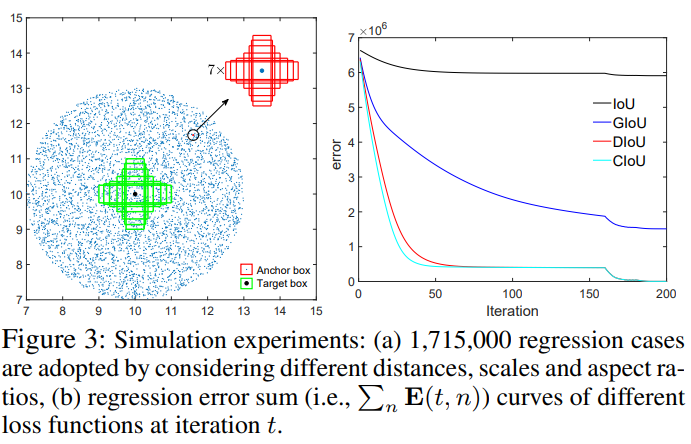 15
14
13
12
11
10
9
8
7
7 8 9 10 11 12 13 14 15
7×
Anchor box
Target box
7 ×10⁶
6
5
4
3
2
1
0
0 50 100 150 200
error
Iteration
IoU
GIoU
DIoU
CIoU
Figure 3: Simulation experiments: (a) 1,715,000 regression cases
are adopted by considering different distances, scales and aspect ra-
tios, (b) regression error sum (i.e., ∑ₙ E(t, n)) curves of different
loss functions at iteration t.